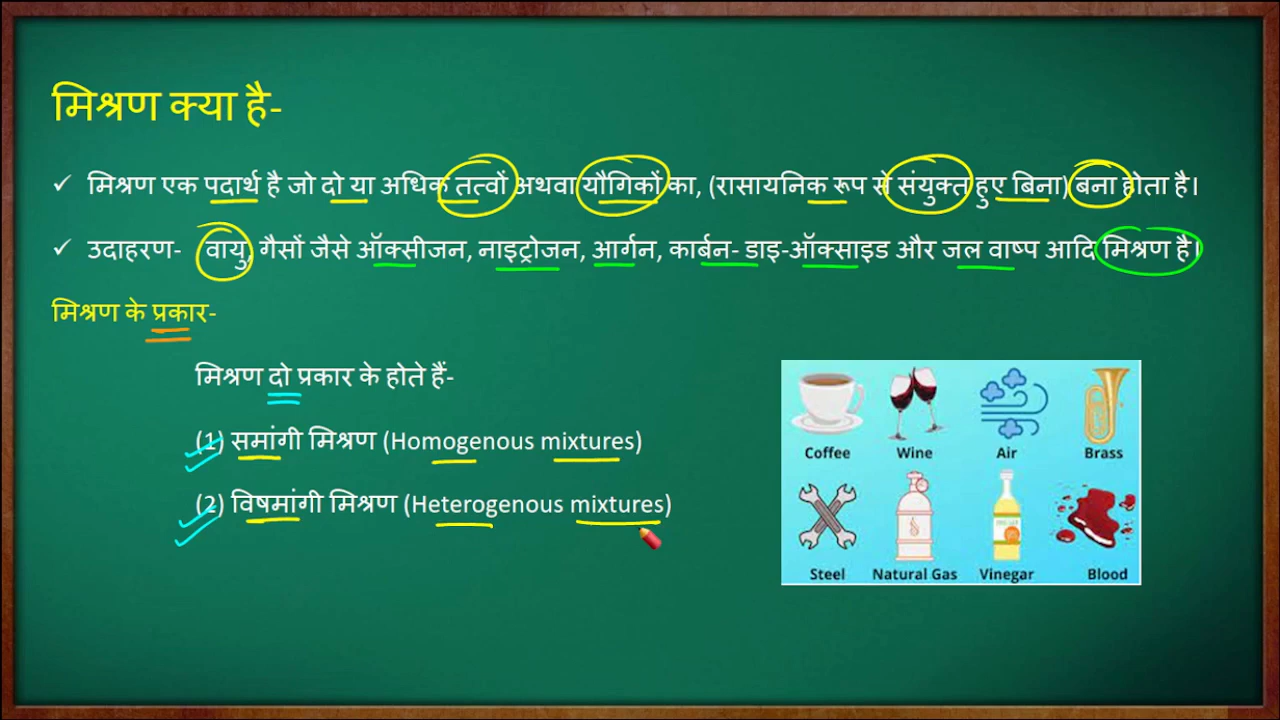 मिश्रण क्या है-
✓ मिश्रण एक पदार्थ है जो दो या अधिक तत्वों अथवा यौगिकों का, (रासायनिक रूप से संयुक्त हुए बिना) बना होता है।
✓ उदाहरण- वायु, गैसों जैसे ऑक्सीजन, नाइट्रोजन, आर्गन, कार्बन- डाइ-ऑक्साइड और जल वाष्प आदि मिश्रण है।
मिश्रण के प्रकार-
मिश्रण दो प्रकार के होते हैं-
(1) समांगी मिश्रण (Homogenous mixtures)
(2) विषमांगी मिश्रण (Heterogenous mixtures)
Coffee Wine Air Brass
Steel Natural Gas Vinegar Blood